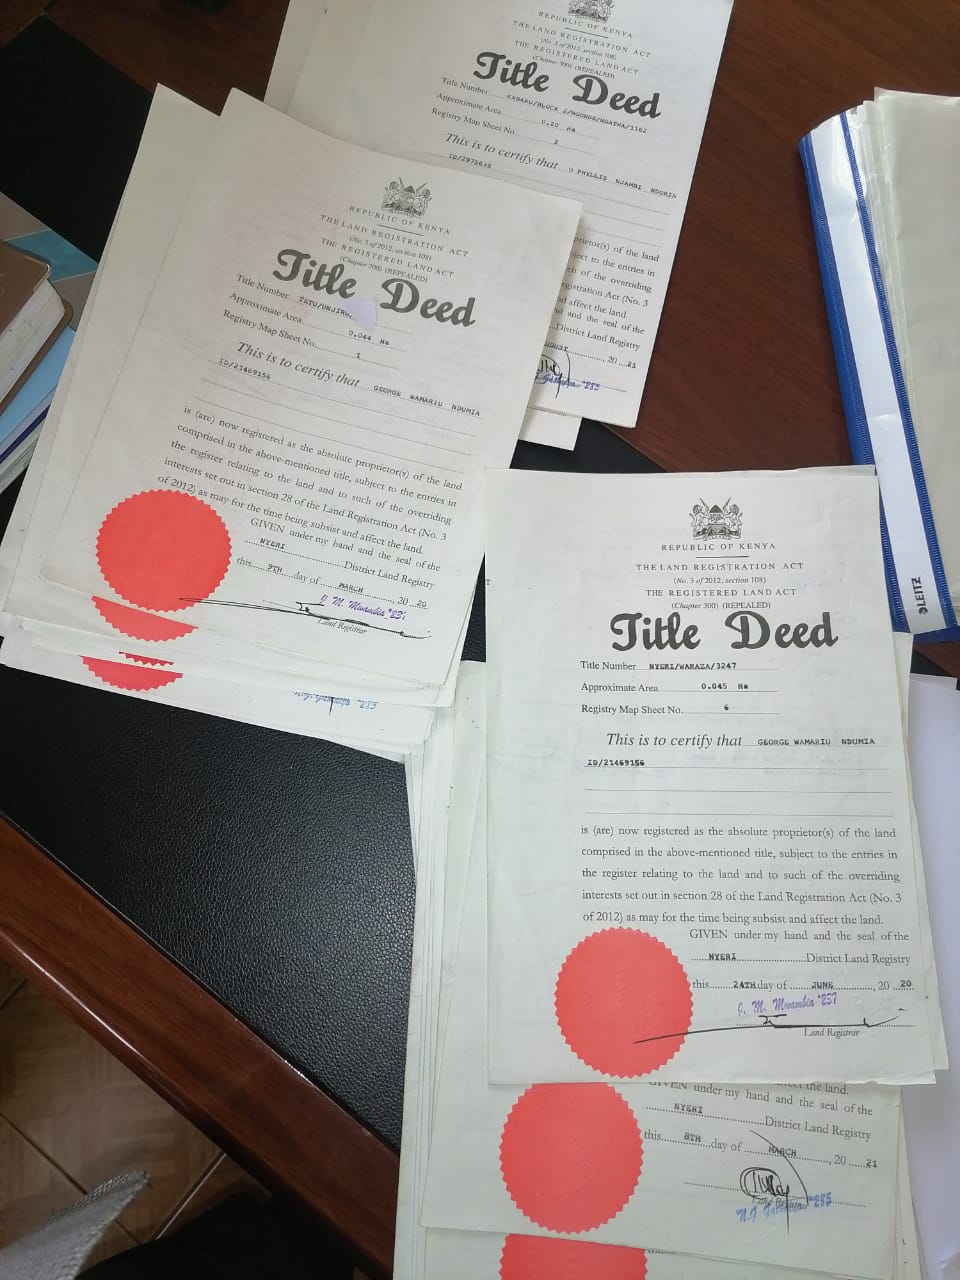 REPUBLIC OF KENYA
THE LAND REGISTRATION ACT
(No. 3 of 2012, section 108)
THE REGISTERED LAND ACT
(Chapter 300) (REPEALED)
Title Deed
Title Number KABARU/BLOCK 2/NGONDE/NGATHA/1162
Approximate Area 0.20 Ha
Registry Map Sheet No. 2
This is to certify that O PHYLLIS NJAMBI NDORIA
ID/2975639
prietor(s) of the land
bject to the entries in
ch of the overriding
gistration Act (No. 3
nd affect the land.
nd and the seal of the
District Land Registry
UGUST, 20 21
"285
REPUBLIC OF KENYA
THE LAND REGISTRATION ACT
(No. 3 of 2012, section 108)
THE REGISTERED LAND ACT
(Chapter 300) (REPEALED)
Title Deed
Title Number TETU/UNJIRU
Approximate Area 0.044 Ha
Registry Map Sheet No. 1
This is to certify that GEORGE WAMARIU NDUMIA
ID/21469156
is (are) now registered as the absolute proprietor(s) of the land
comprised in the above-mentioned title, subject to the entries in
the register relating to the land and to such of the overriding
interests set out in section 28 of the Land Registration Act (No. 3
of 2012) as may for the time being subsist and affect the land.
GIVEN under my hand and the seal of the
NYERI District Land Registry
this 9TH day of MARCH, 20 20
J. M. Mwambia "237
Land Registrar
"285
REPUBLIC OF KENYA
THE LAND REGISTRATION ACT
(No. 3 of 2012, section 108)
THE REGISTERED LAND ACT
(Chapter 300) (REPEALED)
Title Deed
Title Number NYERI/WARAZA/3247
Approximate Area 0.045 Ha
Registry Map Sheet No. 6
This is to certify that GEORGE WAMARIU NDUMIA
ID/21469156
is (are) now registered as the absolute proprietor(s) of the land
comprised in the above-mentioned title, subject to the entries in
the register relating to the land and to such of the overriding
interests set out in section 28 of the Land Registration Act (No. 3
of 2012) as may for the time being subsist and affect the land.
GIVEN under my hand and the seal of the
NYERI District Land Registry
this 24TH day of JUNE, 20 20
J. M. Mwambia "237
Land Registrar
ect the land.
GIVEN under my hand and the seal of the
NYERI District Land Registry
this 8TH day of MARCH, 20 21
Land Registrar
"285
LEITZ